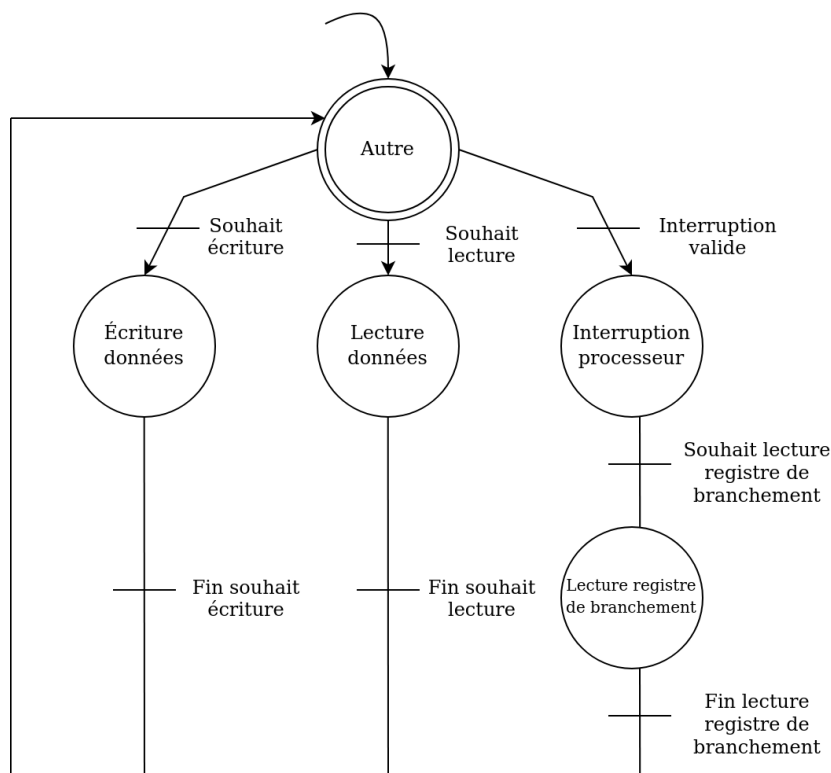 Autre
Souhait
écriture
Souhait
lecture
Interruption
valide
Écriture
données
Lecture
données
Interruption
processeur
Souhait lecture
registre de
branchement
Lecture registre
de branchement
Fin souhait
écriture
Fin souhait
lecture
Fin lecture
registre de
branchement